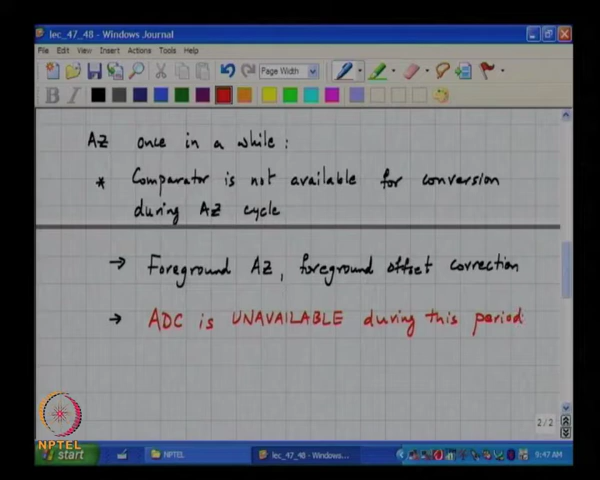 lec_47_48 - Windows Journal
File Edit View Insert Actions Tools Help
Page Width
B I
AZ once in a while :
* Comparator is not available for conversion
during AZ cycle
→ Foreground AZ, foreground offset correction
→ ADC is UNAVAILABLE during this period.
2/2
NPTEL
start NPTEL lec_47_48 - Windows... 9:47 AM